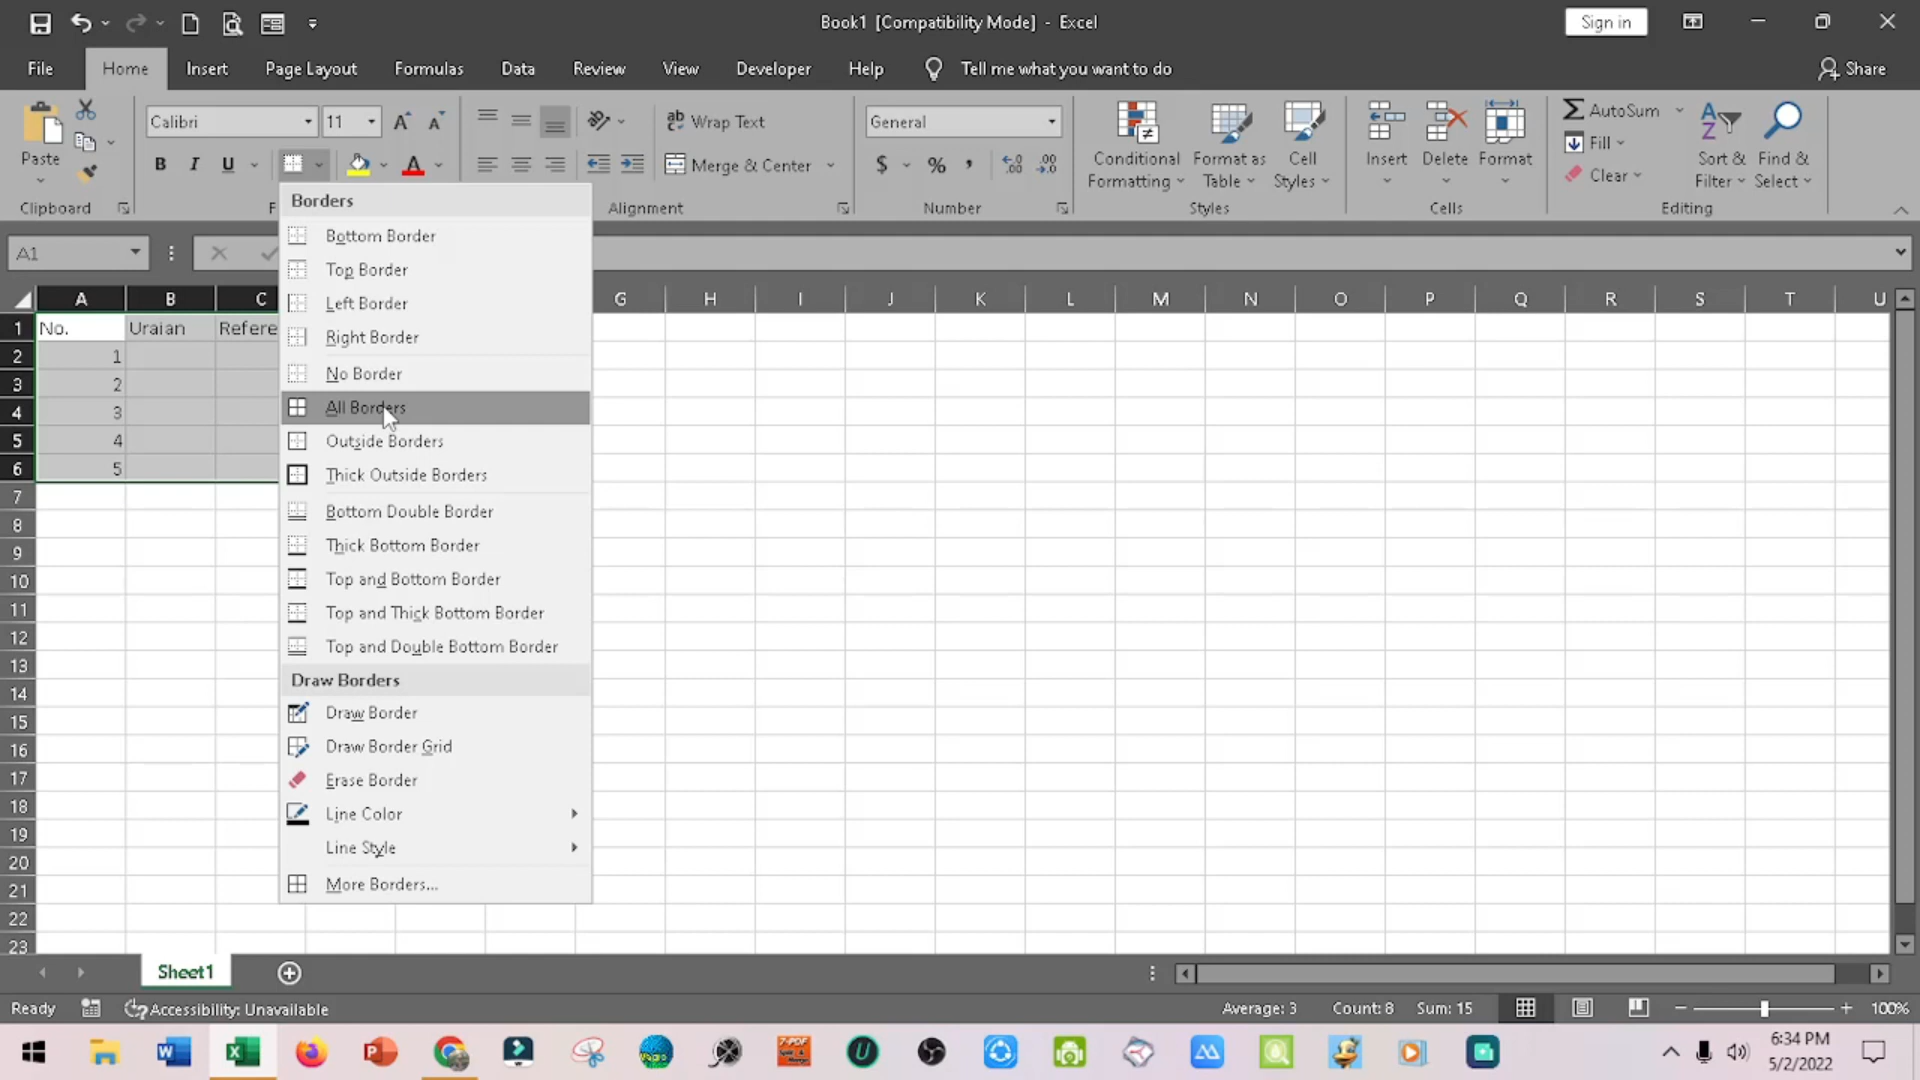 Book1 [Compatibility Mode] - Excel
Sign in
File Home Insert Page Layout Formulas Data Review View Developer Help Tell me what you want to do Share
Paste
Clipboard
Calibri 11
B I U A
Wrap Text
Merge & Center
Alignment
General
$ % ,
Number
Conditional Formatting
Format as Table
Cell Styles
Styles
Insert Delete Format
Cells
AutoSum
Fill
Clear
Sort & Filter
Find & Select
Editing
A1
Borders
Bottom Border
Top Border
Left Border
Right Border
No Border
All Borders
Outside Borders
Thick Outside Borders
Bottom Double Border
Thick Bottom Border
Top and Bottom Border
Top and Thick Bottom Border
Top and Double Bottom Border
Draw Borders
Draw Border
Draw Border Grid
Erase Border
Line Color
Line Style
More Borders...
A B C G H I J K L M N O P Q R S T U
1 No. Uraian Refere
2 1
3 2
4 3
5 4
6 5
7
8
9
10
11
12
13
14
15
16
17
18
19
20
21
22
23
Sheet1
Ready Accessibility: Unavailable Average: 3 Count: 8 Sum: 15 100%
6:34 PM
5/2/2022